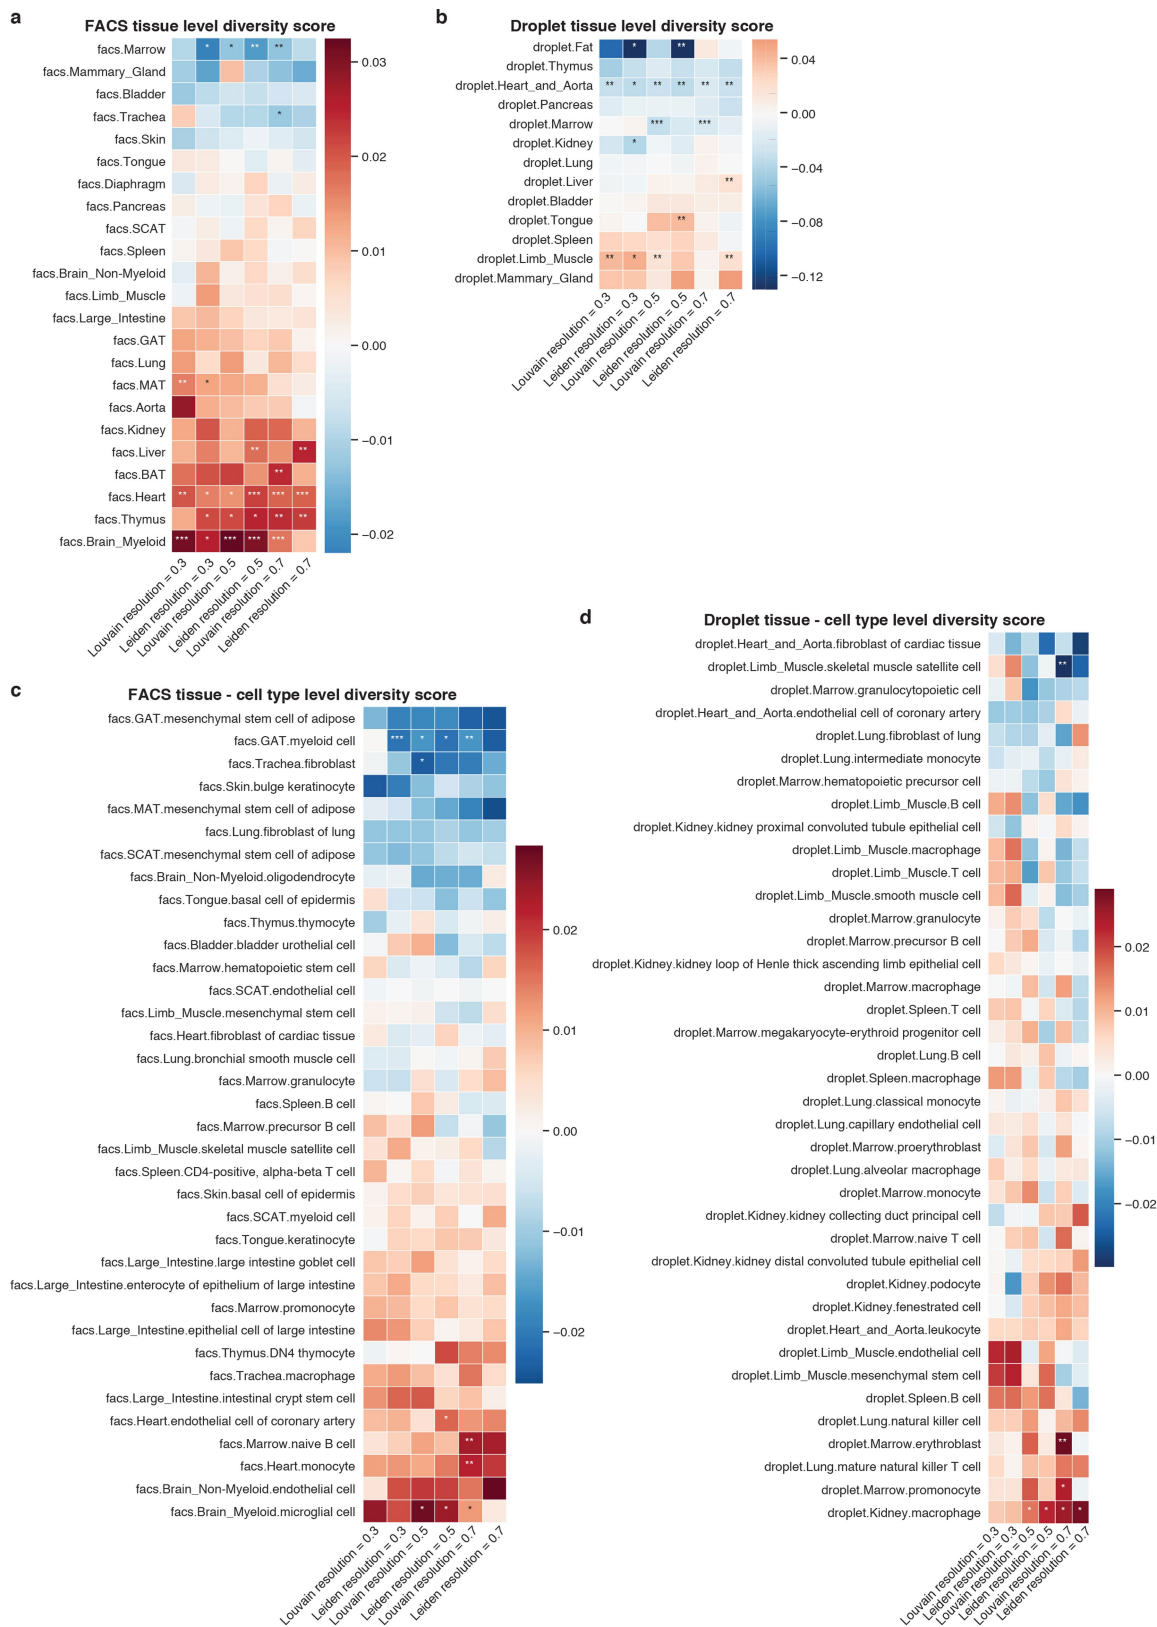 a
FACS tissue level diversity score
facs.Marrow
facs.Mammary_Gland
facs.Bladder
facs.Trachea
facs.Skin
facs.Tongue
facs.Diaphragm
facs.Pancreas
facs.SCAT
facs.Spleen
facs.Brain_Non-Myeloid
facs.Limb_Muscle
facs.Large_Intestine
facs.GAT
facs.Lung
facs.MAT
facs.Aorta
facs.Kidney
facs.Liver
facs.BAT
facs.Heart
facs.Thymus
facs.Brain_Myeloid
* * ** **
*
** *
** **
**
** * * *** *** ***
* * * ** **
*** * *** *** ***
0.03
0.02
0.01
0.00
−0.01
−0.02
Louvain resolution = 0.3
Leiden resolution = 0.3
Louvain resolution = 0.5
Leiden resolution = 0.5
Louvain resolution = 0.7
Leiden resolution = 0.7
b
Droplet tissue level diversity score
droplet.Fat
droplet.Thymus
droplet.Heart_and_Aorta
droplet.Pancreas
droplet.Marrow
droplet.Kidney
droplet.Lung
droplet.Liver
droplet.Bladder
droplet.Tongue
droplet.Spleen
droplet.Limb_Muscle
droplet.Mammary_Gland
* **
** * ** ** ** **
*** ***
*
**
**
** * ** **
0.04
0.00
−0.04
−0.08
−0.12
Louvain resolution = 0.3
Leiden resolution = 0.3
Louvain resolution = 0.5
Leiden resolution = 0.5
Louvain resolution = 0.7
Leiden resolution = 0.7
c
FACS tissue - cell type level diversity score
facs.GAT.mesenchymal stem cell of adipose
facs.GAT.myeloid cell
facs.Trachea.fibroblast
facs.Skin.bulge keratinocyte
facs.MAT.mesenchymal stem cell of adipose
facs.Lung.fibroblast of lung
facs.SCAT.mesenchymal stem cell of adipose
facs.Brain_Non-Myeloid.oligodendrocyte
facs.Tongue.basal cell of epidermis
facs.Thymus.thymocyte
facs.Bladder.bladder urothelial cell
facs.Marrow.hematopoietic stem cell
facs.SCAT.endothelial cell
facs.Limb_Muscle.mesenchymal stem cell
facs.Heart.fibroblast of cardiac tissue
facs.Lung.bronchial smooth muscle cell
facs.Marrow.granulocyte
facs.Spleen.B cell
facs.Marrow.precursor B cell
facs.Limb_Muscle.skeletal muscle satellite cell
facs.Spleen.CD4-positive, alpha-beta T cell
facs.Skin.basal cell of epidermis
facs.SCAT.myeloid cell
facs.Tongue.keratinocyte
facs.Large_Intestine.large intestine goblet cell
facs.Large_Intestine.enterocyte of epithelium of large intestine
facs.Marrow.promonocyte
facs.Large_Intestine.epithelial cell of large intestine
facs.Thymus.DN4 thymocyte
facs.Trachea.macrophage
facs.Large_Intestine.intestinal crypt stem cell
facs.Heart.endothelial cell of coronary artery
facs.Marrow.naive B cell
facs.Heart.monocyte
facs.Brain_Non-Myeloid.endothelial cell
facs.Brain_Myeloid.microglial cell
*** * * **
*
*
**
**
* * *
0.02
0.01
0.00
−0.01
−0.02
Louvain resolution = 0.3
Leiden resolution = 0.3
Louvain resolution = 0.5
Leiden resolution = 0.5
Louvain resolution = 0.7
Leiden resolution = 0.7
d
Droplet tissue - cell type level diversity score
droplet.Heart_and_Aorta.fibroblast of cardiac tissue
droplet.Limb_Muscle.skeletal muscle satellite cell
droplet.Marrow.granulocytopoietic cell
droplet.Heart_and_Aorta.endothelial cell of coronary artery
droplet.Lung.fibroblast of lung
droplet.Lung.intermediate monocyte
droplet.Marrow.hematopoietic precursor cell
droplet.Limb_Muscle.B cell
droplet.Kidney.kidney proximal convoluted tubule epithelial cell
droplet.Limb_Muscle.macrophage
droplet.Limb_Muscle.T cell
droplet.Limb_Muscle.smooth muscle cell
droplet.Marrow.granulocyte
droplet.Marrow.precursor B cell
droplet.Kidney.kidney loop of Henle thick ascending limb epithelial cell
droplet.Marrow.macrophage
droplet.Spleen.T cell
droplet.Marrow.megakaryocyte-erythroid progenitor cell
droplet.Lung.B cell
droplet.Spleen.macrophage
droplet.Lung.classical monocyte
droplet.Lung.capillary endothelial cell
droplet.Marrow.proerythroblast
droplet.Lung.alveolar macrophage
droplet.Marrow.monocyte
droplet.Kidney.kidney collecting duct principal cell
droplet.Marrow.naive T cell
droplet.Kidney.kidney distal convoluted tubule epithelial cell
droplet.Kidney.podocyte
droplet.Kidney.fenestrated cell
droplet.Heart_and_Aorta.leukocyte
droplet.Limb_Muscle.endothelial cell
droplet.Limb_Muscle.mesenchymal stem cell
droplet.Spleen.B cell
droplet.Lung.natural killer cell
droplet.Marrow.erythroblast
droplet.Lung.mature natural killer T cell
droplet.Marrow.promonocyte
droplet.Kidney.macrophage
**
**
*
* * * *
0.02
0.01
0.00
−0.01
−0.02
Louvain resolution = 0.3
Leiden resolution = 0.3
Louvain resolution = 0.5
Leiden resolution = 0.5
Louvain resolution = 0.7
Leiden resolution = 0.7